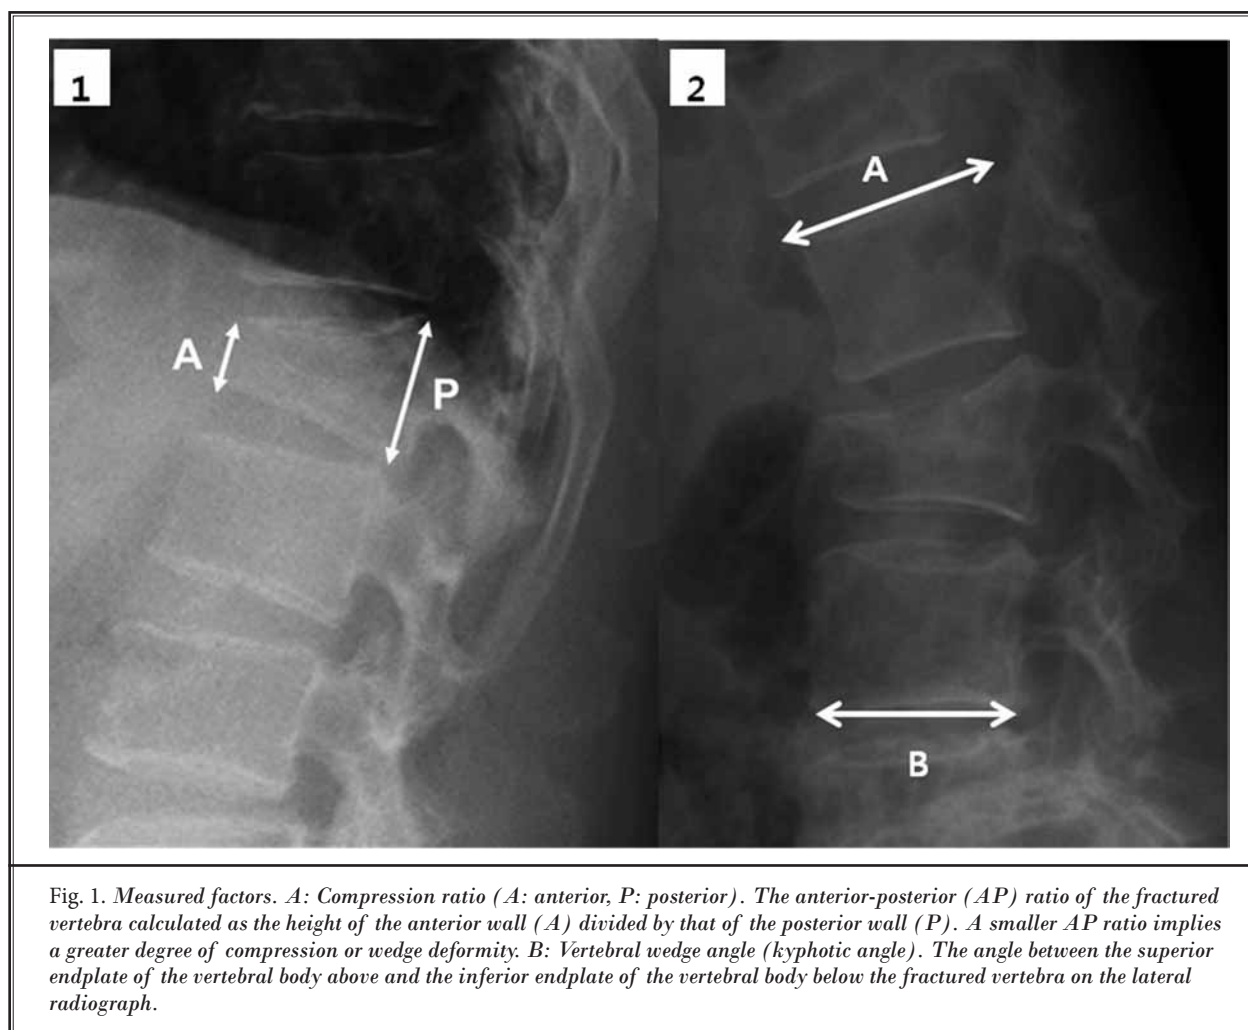 1
2
A
A
P
B
Fig. 1. Measured factors. A: Compression ratio (A: anterior, P: posterior). The anterior-posterior (AP) ratio of the fractured
vertebra calculated as the height of the anterior wall (A) divided by that of the posterior wall (P). A smaller AP ratio implies
a greater degree of compression or wedge deformity. B: Vertebral wedge angle (kyphotic angle). The angle between the superior
endplate of the vertebral body above and the inferior endplate of the vertebral body below the fractured vertebra on the lateral
radiograph.